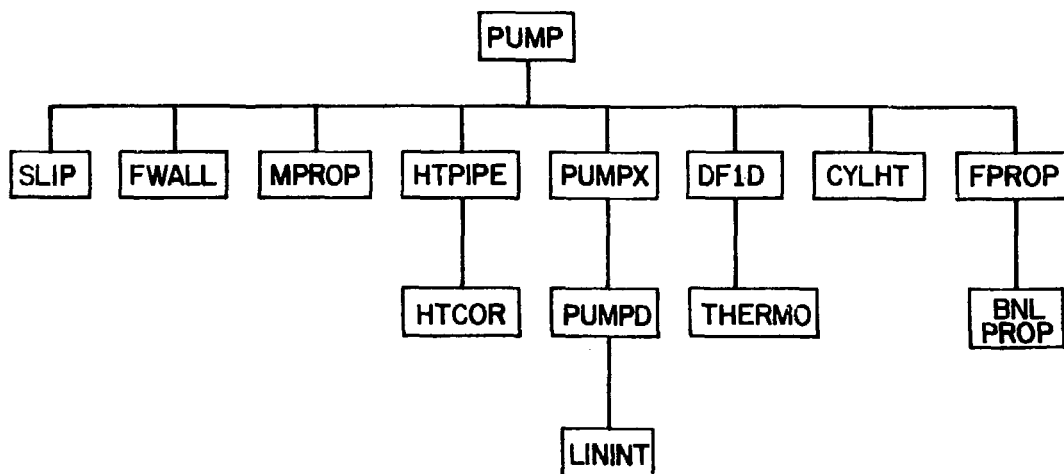 PUMP
SLIP
FWALL
MPROP
HTPIPE
PUMPX
DF1D
CYLHT
FPROP
HTCOR
PUMPD
THERMO
BNL
PROP
LININT